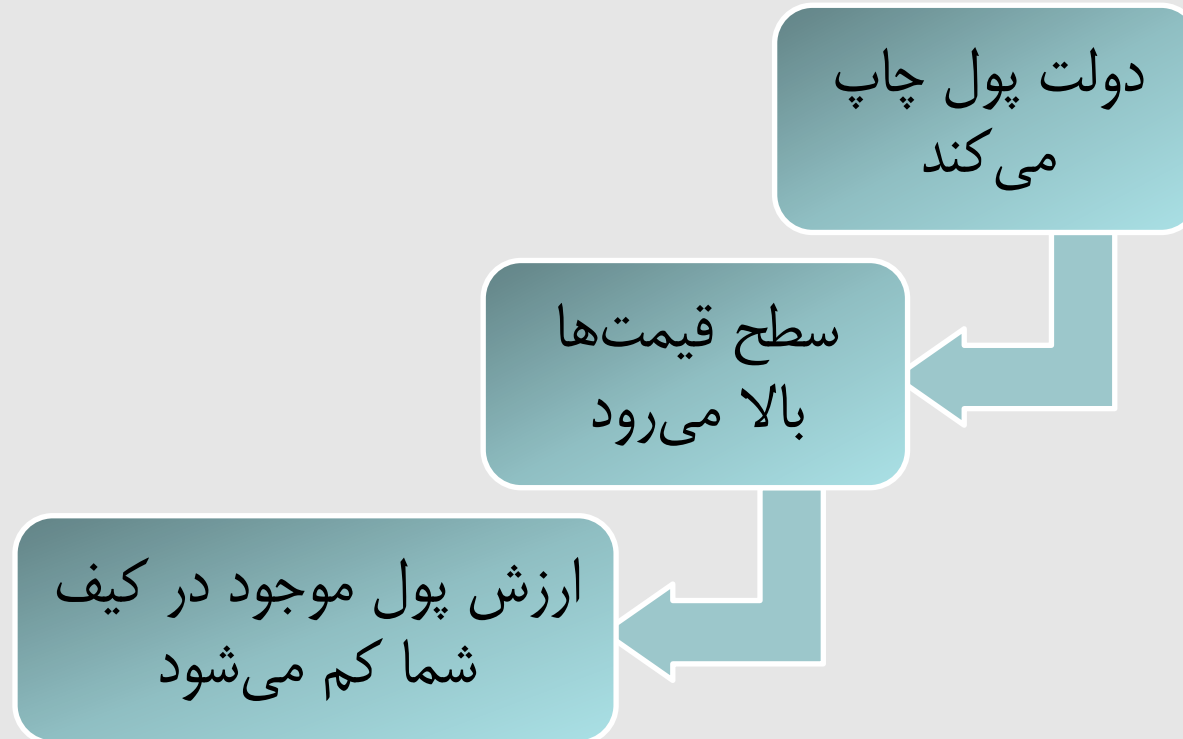 دولت پول چاپ
می‌کند
سطح قیمت‌ها
بالا می‌رود
ارزش پول موجود در کیف
شما کم می‌شود